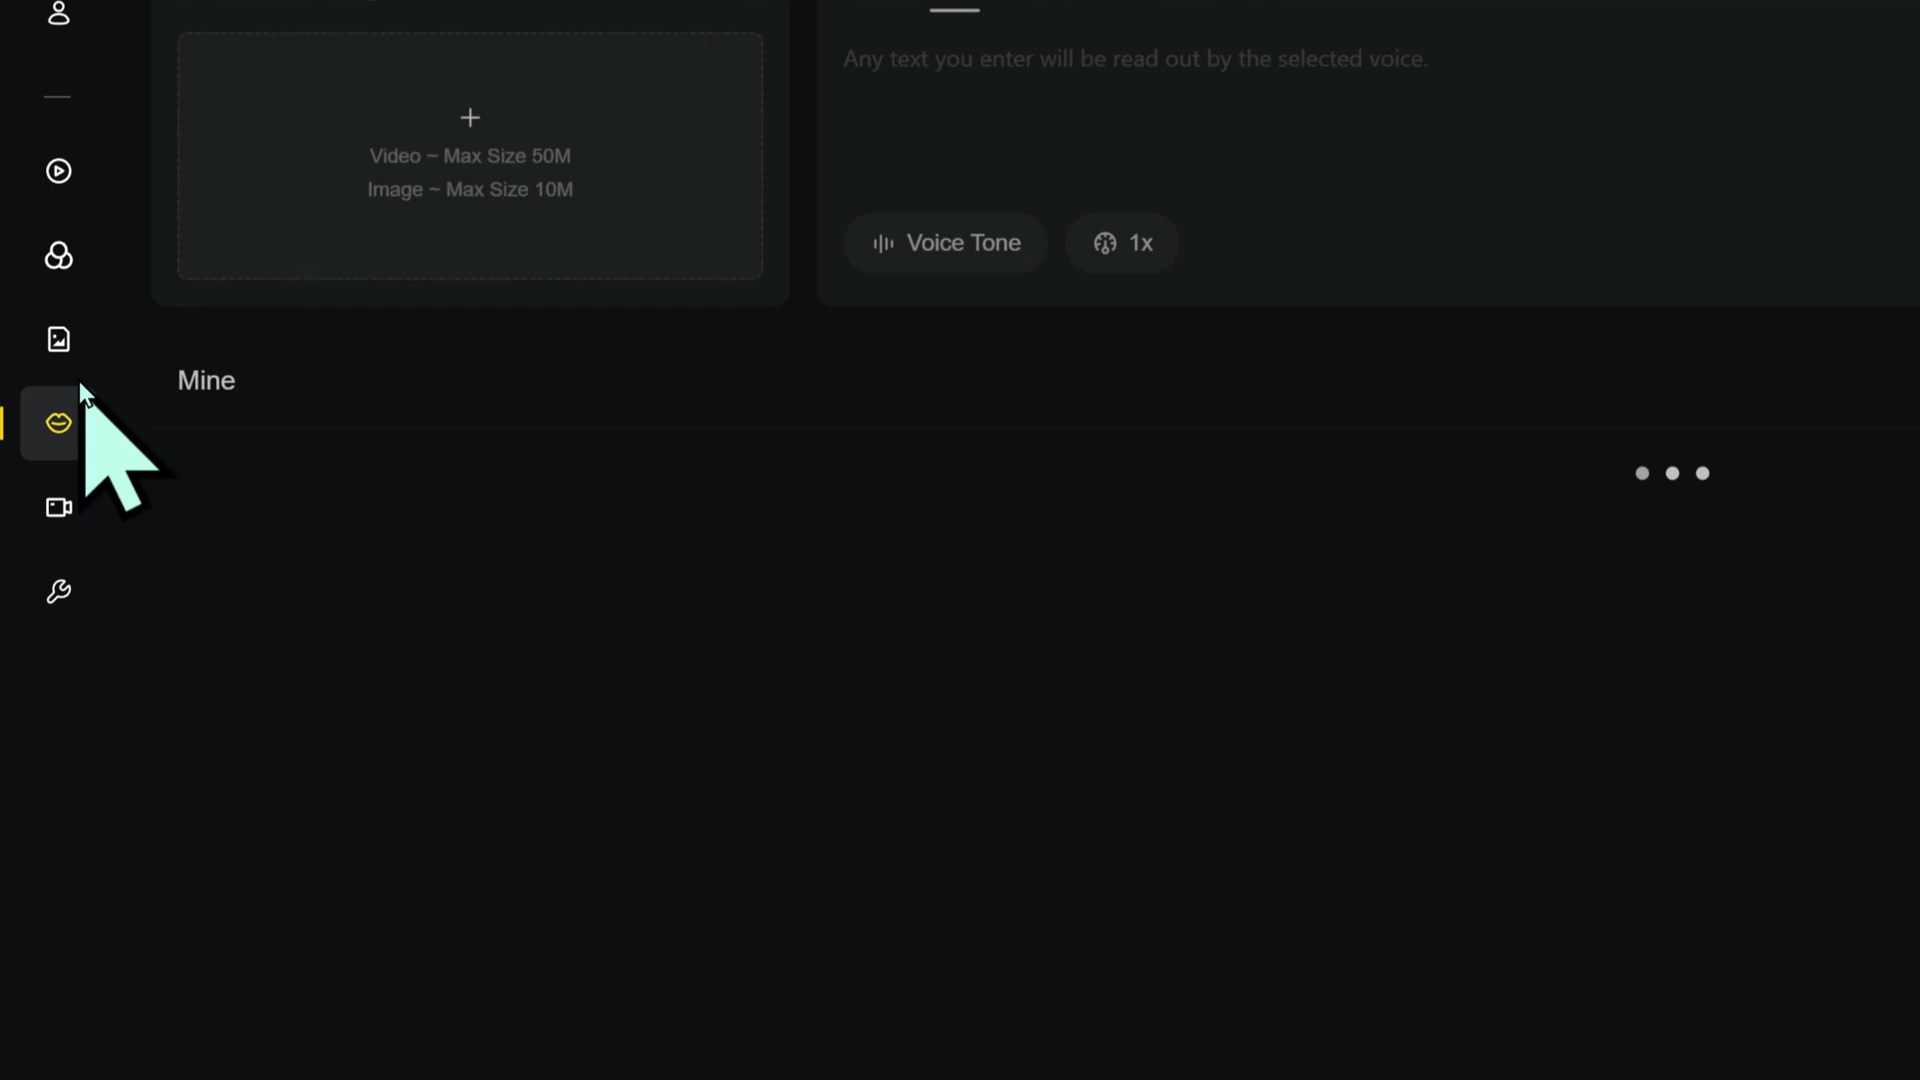 Any text you enter will be read out by the selected voice.
Video ~ Max Size 50M
Image ~ Max Size 10M
Voice Tone
1x
Mine